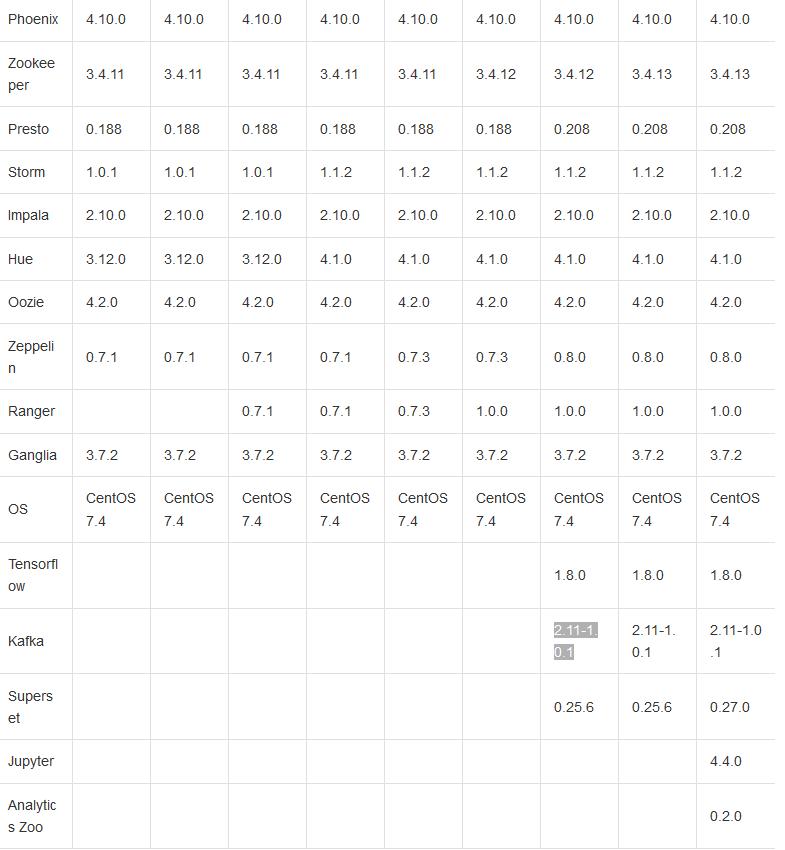 Phoenix 4.10.0 4.10.0 4.10.0 4.10.0 4.10.0 4.10.0 4.10.0 4.10.0 4.10.0
Zookee
per 3.4.11 3.4.11 3.4.11 3.4.11 3.4.11 3.4.12 3.4.12 3.4.13 3.4.13
Presto 0.188 0.188 0.188 0.188 0.188 0.188 0.208 0.208 0.208
Storm 1.0.1 1.0.1 1.0.1 1.1.2 1.1.2 1.1.2 1.1.2 1.1.2 1.1.2
Impala 2.10.0 2.10.0 2.10.0 2.10.0 2.10.0 2.10.0 2.10.0 2.10.0 2.10.0
Hue 3.12.0 3.12.0 3.12.0 4.1.0 4.1.0 4.1.0 4.1.0 4.1.0 4.1.0
Oozie 4.2.0 4.2.0 4.2.0 4.2.0 4.2.0 4.2.0 4.2.0 4.2.0 4.2.0
Zeppeli
n 0.7.1 0.7.1 0.7.1 0.7.1 0.7.3 0.7.3 0.8.0 0.8.0 0.8.0
Ranger 0.7.1 0.7.1 0.7.3 1.0.0 1.0.0 1.0.0 1.0.0
Ganglia 3.7.2 3.7.2 3.7.2 3.7.2 3.7.2 3.7.2 3.7.2 3.7.2 3.7.2
OS CentOS CentOS CentOS CentOS CentOS CentOS CentOS CentOS CentOS
7.4 7.4 7.4 7.4 7.4 7.4 7.4 7.4 7.4
Tensorfl
ow 1.8.0 1.8.0 1.8.0
Kafka 2.11-1. 2.11-1. 2.11-1.0
0.1 0.1 .1
Supers
et 0.25.6 0.25.6 0.27.0
Jupyter 4.4.0
Analytic
s Zoo 0.2.0